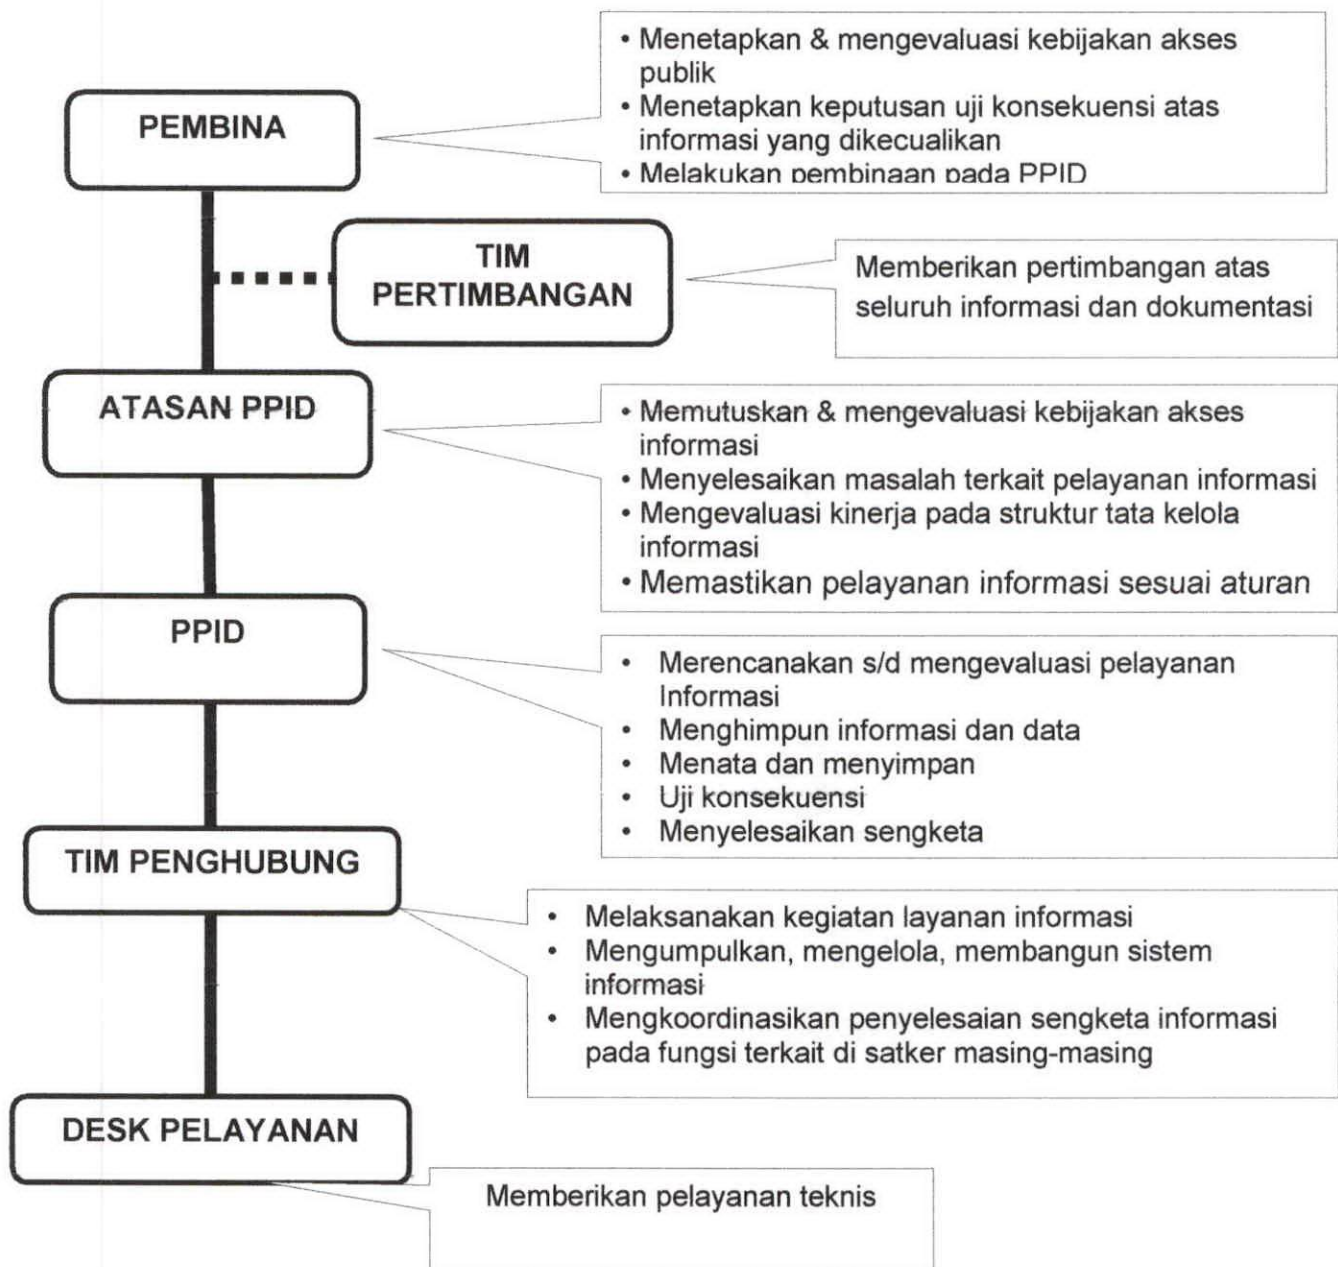 PEMBINA
• Menetapkan & mengevaluasi kebijakan akses
publik
• Menetapkan keputusan uji konsekuensi atas
informasi yang dikecualikan
• Melakukan pembinaan pada PPID
TIM
PERTIMBANGAN
Memberikan pertimbangan atas
seluruh informasi dan dokumentasi
ATASAN PPID
• Memutuskan & mengevaluasi kebijakan akses
informasi
• Menyelesaikan masalah terkait pelayanan informasi
• Mengevaluasi kinerja pada struktur tata kelola
informasi
• Memastikan pelayanan informasi sesuai aturan
PPID
• Merencanakan s/d mengevaluasi pelayanan
Informasi
• Menghimpun informasi dan data
• Menata dan menyimpan
• Uji konsekuensi
• Menyelesaikan sengketa
TIM PENGHUBUNG
• Melaksanakan kegiatan layanan informasi
• Mengumpulkan, mengelola, membangun sistem
informasi
• Mengkoordinasikan penyelesaian sengketa informasi
pada fungsi terkait di satker masing-masing
DESK PELAYANAN
Memberikan pelayanan teknis